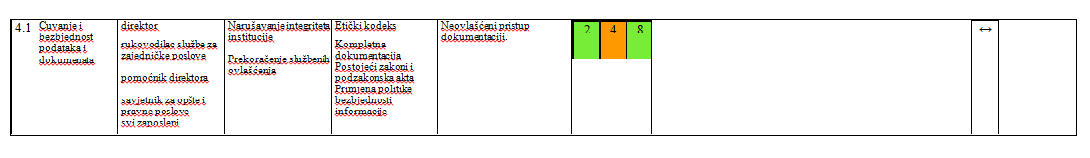 4.1
Čuvanje i
bezbjednost
podataka i
dokumenata
direktor
rukovodilac službe za
zajedničke poslove
pomoćnik direktora
savjetnik za opšte i
pravne poslove
svi zaposleni
Narušavanje integriteta
institucije
Prekoračenje službenih
ovlašćenja
Etički kodeks
Kompletna
dokumentacija
Postojeći zakoni i
podzakonska akta
Primjena politike
bezbjednosti
informacija
Neovlašćeni pristup
dokumentaciji.
2 4 8
↔